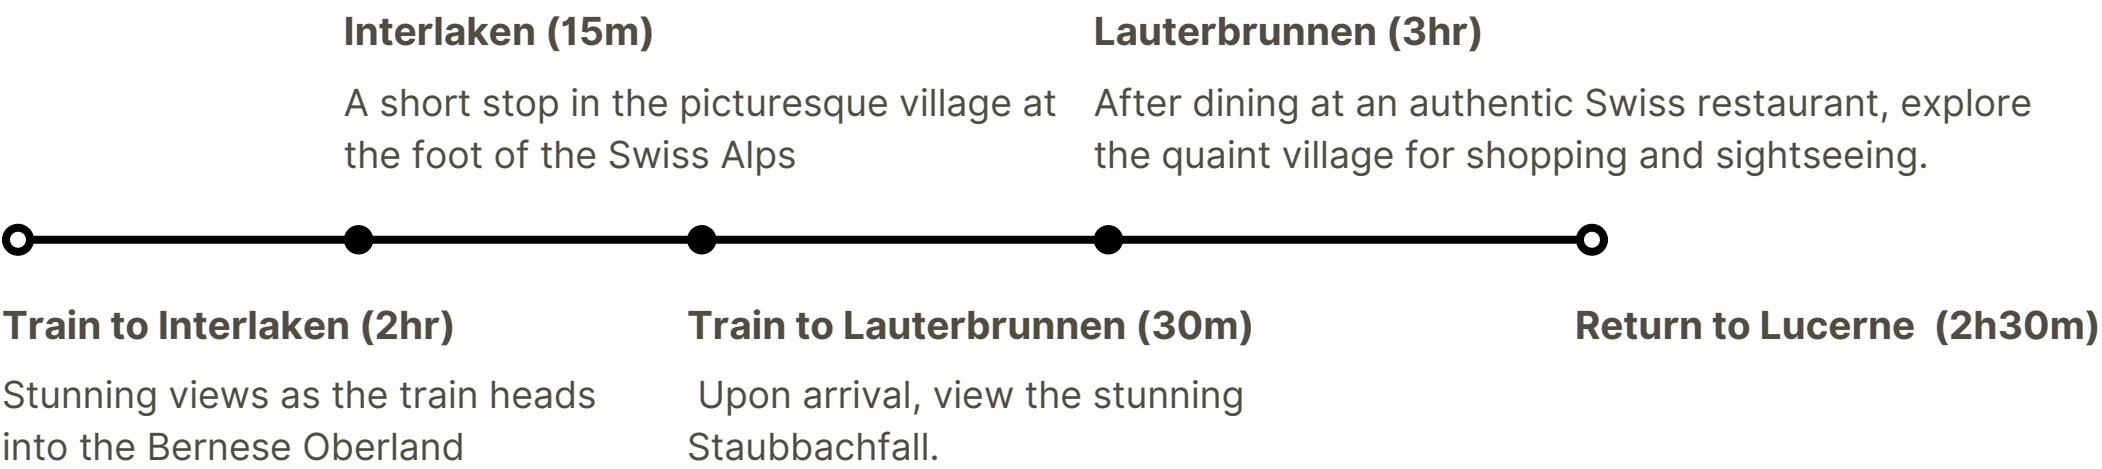 Interlaken (15m)
A short stop in the picturesque village at
the foot of the Swiss Alps
Lauterbrunnen (3hr)
After dining at an authentic Swiss restaurant, explore
the quaint village for shopping and sightseeing.
Train to Interlaken (2hr)
Stunning views as the train heads
into the Bernese Oberland
Train to Lauterbrunnen (30m)
Upon arrival, view the stunning
Staubbachfall.
Return to Lucerne (2h30m)